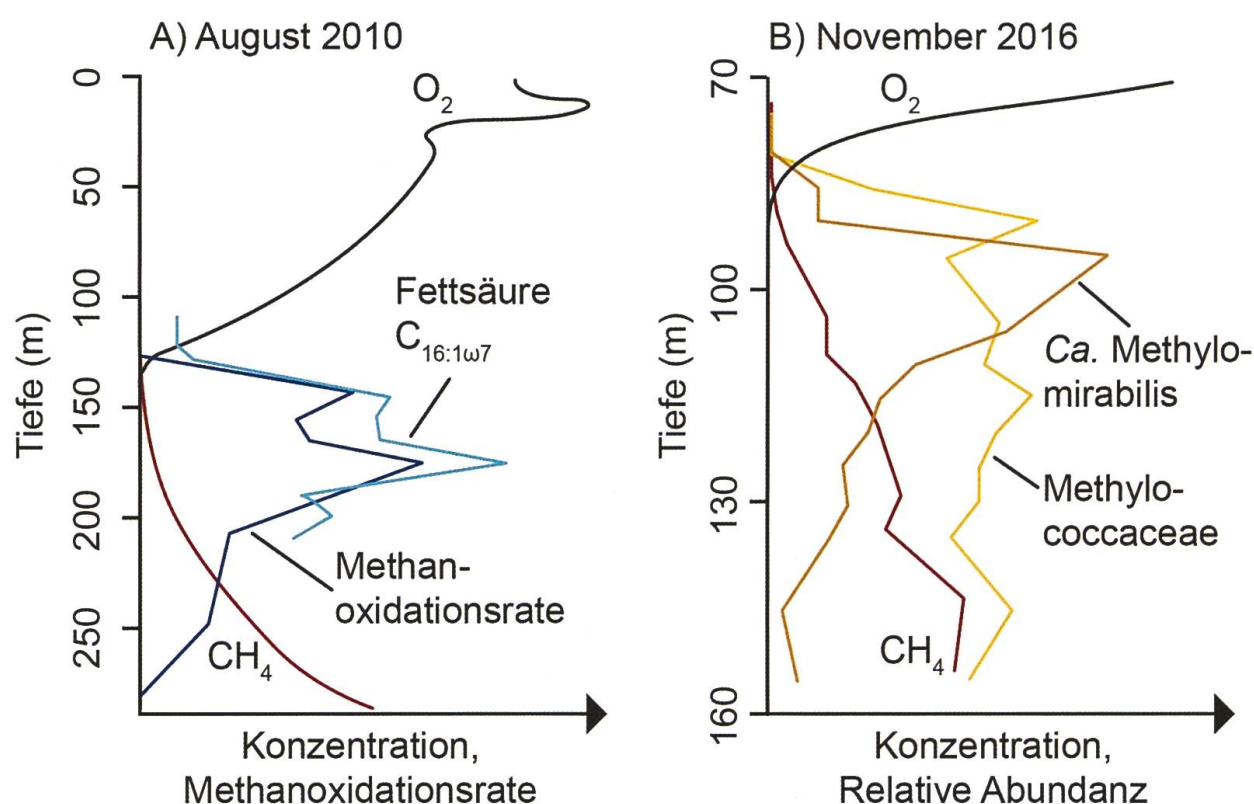 A) August 2010
O₂
0
50
100
150
200
250
Tiefe (m)
Fettsäure
C₁₆:₁ω₇
Methan-
oxidationsrate
CH₄
Konzentration,
Methanoxidationsrate
B) November 2016
O₂
70
100
130
160
Tiefe (m)
Ca. Methylo-
mirabilis
Methylo-
coccaceae
CH₄
Konzentration,
Relative Abundanz